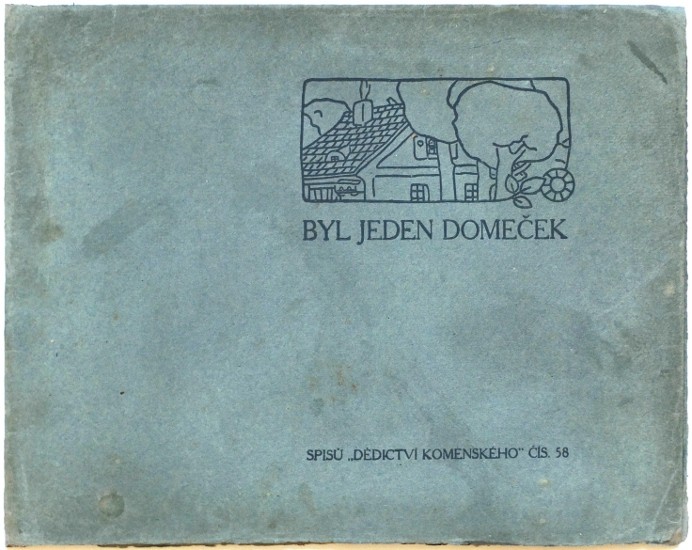 BYL JEDEN DOMEČEK
SPISŮ „DĚDICTVÍ KOMENSKÉHO" ČÍS. 58